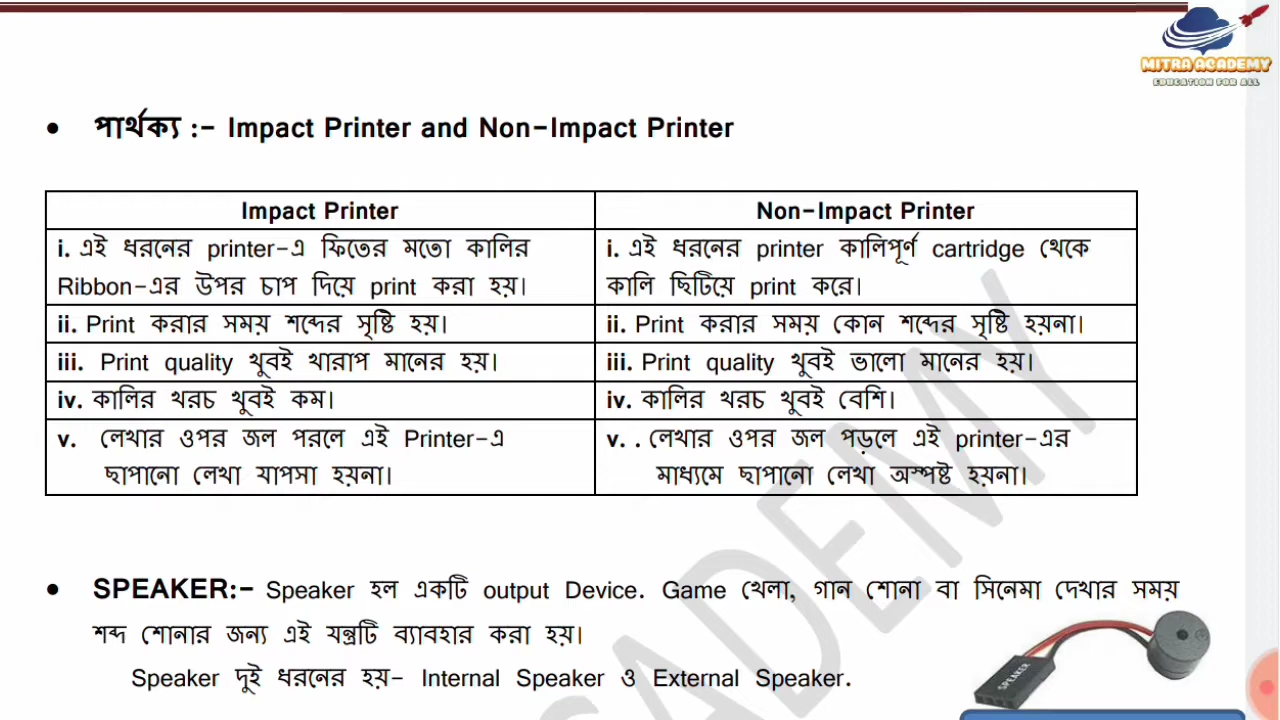 MITRA ACADEMY
EDUCATION FOR ALL
• পার্থক্য :- Impact Printer and Non-Impact Printer
Impact Printer
Non-Impact Printer
i. এই ধরনের printer-এ ফিতের মতো কালির
Ribbon-এর উপর চাপ দিয়ে print করা হয়।
i. এই ধরনের printer কালিপূর্ণ cartridge থেকে
কালি ছিটিয়ে print করে।
ii. Print করার সময় শব্দের সৃষ্টি হয়।
ii. Print করার সময় কোন শব্দের সৃষ্টি হয়না।
iii. Print quality খুবই খারাপ মানের হয়।
iii. Print quality খুবই ভালো মানের হয়।
iv. কালির খরচ খুবই কম।
iv. কালির খরচ খুবই বেশি।
v. লেখার ওপর জল পরলে এই Printer-এ
ছাপানো লেখা যাপসা হয়না।
v. . লেখার ওপর জল পড়লে এই printer-এর
মাধ্যমে ছাপানো লেখা অস্পষ্ট হয়না।
• SPEAKER:- Speaker হল একটি output Device. Game খেলা, গান শোনা বা সিনেমা দেখার সময়
শব্দ শোনার জন্য এই যন্ত্রটি ব্যাবহার করা হয়।
Speaker দুই ধরনের হয়- Internal Speaker ও External Speaker.
SPEAKER
ACADEMY